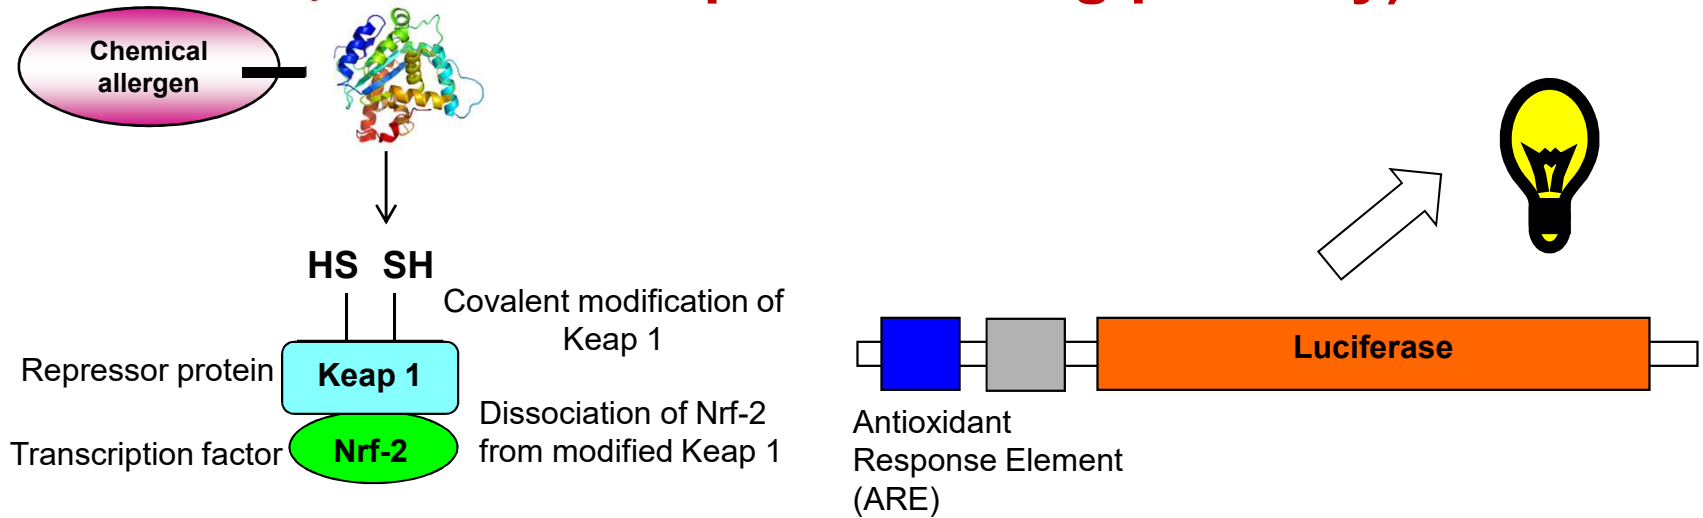 Chemical
allergen
HS SH
Covalent modification of
Keap 1
Repressor protein
Keap 1
Dissociation of Nrf-2
from modified Keap 1
Transcription factor
Nrf-2
Luciferase
Antioxidant
Response Element
(ARE)